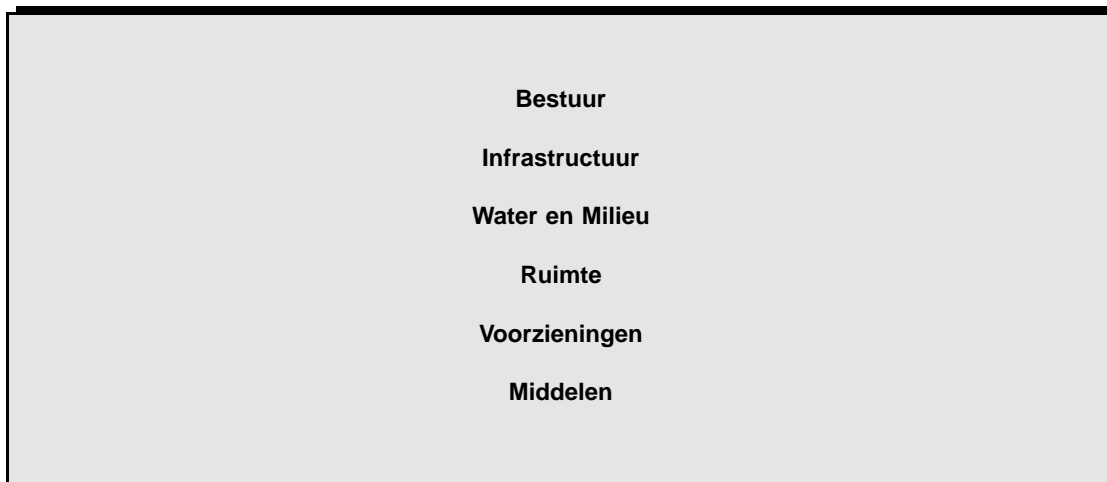 Bestuur
Infrastructuur
Water en Milieu
Ruimte
Voorzieningen
Middelen